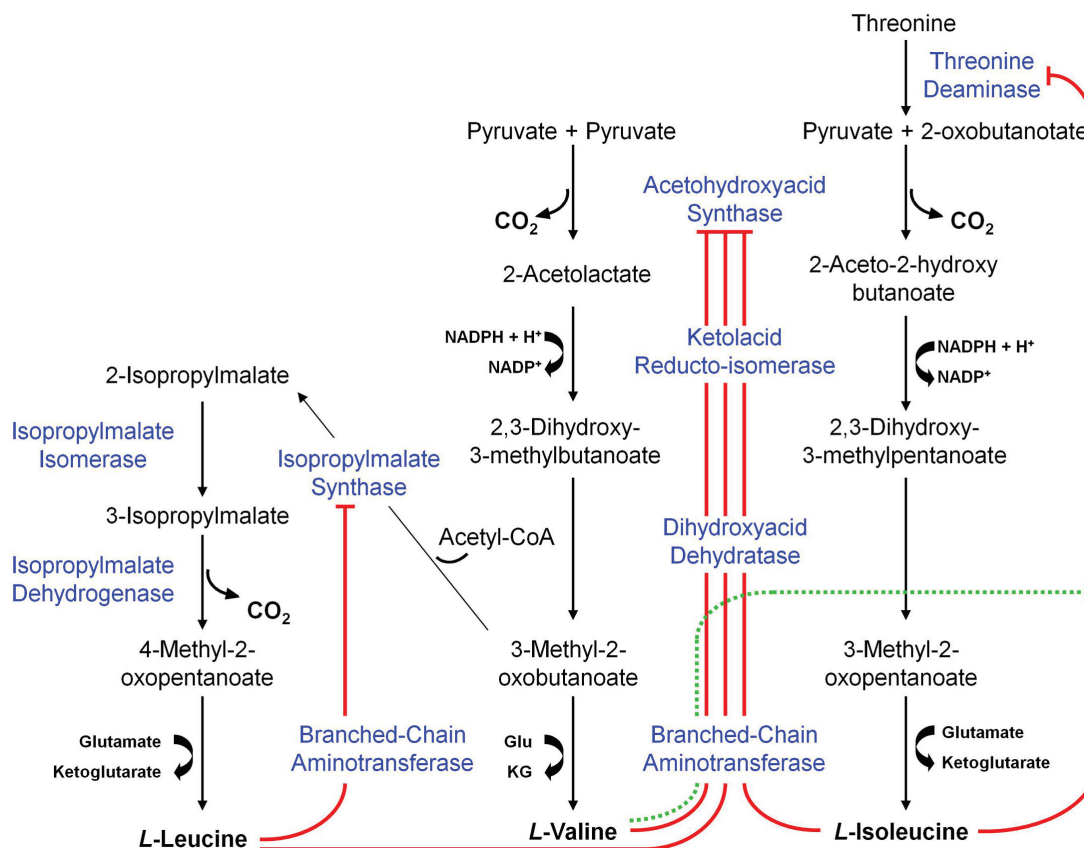 Threonine
Threonine
Deaminase
Pyruvate + Pyruvate
Pyruvate + 2-oxobutanotate
Acetohydroxyacid
Synthase
CO2
CO2
2-Acetolactate
2-Aceto-2-hydroxy
butanoate
NADPH + H+
NADP+
Ketolacid
Reducto-isomerase
NADPH + H+
NADP+
2-Isopropylmalate
Isopropylmalate
Isomerase
Isopropylmalate
Synthase
2,3-Dihydroxy-
3-methylbutanoate
2,3-Dihydroxy-
3-methylpentanoate
3-Isopropylmalate
Acetyl-CoA
Dihydroxyacid
Dehydratase
Isopropylmalate
Dehydrogenase
CO2
4-Methyl-2-
oxopentanoate
3-Methyl-2-
oxobutanoate
3-Methyl-2-
oxopentanoate
Glutamate
Ketoglutarate
Branched-Chain
Aminotransferase
Glu
KG
Branched-Chain
Aminotransferase
Glutamate
Ketoglutarate
L-Leucine
L-Valine
L-Isoleucine